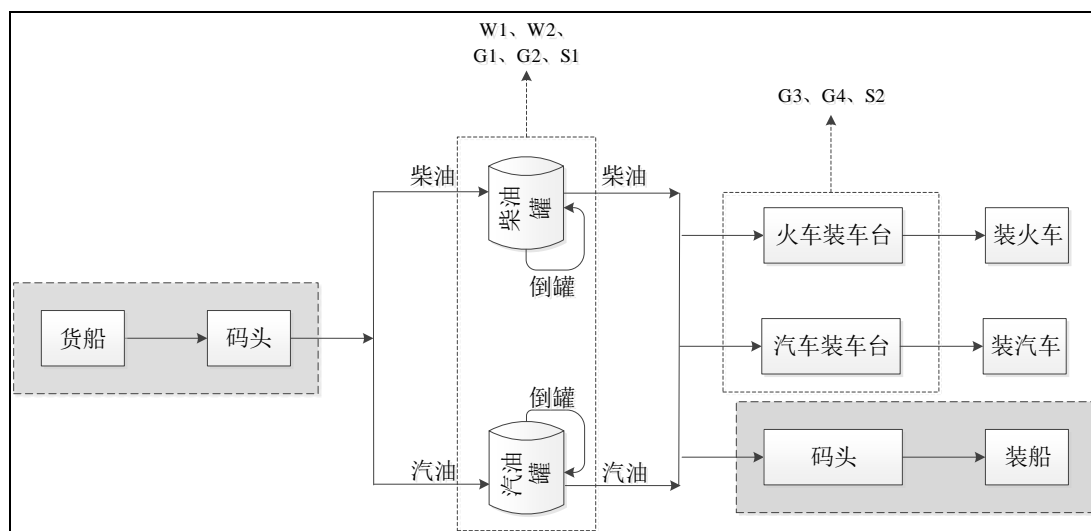 W1、W2、
G1、G2、S1
G3、G4、S2
柴油
柴油罐
柴油
倒罐
火车装车台
装火车
货船
码头
汽车装车台
装汽车
倒罐
汽油
汽油罐
汽油
码头
装船